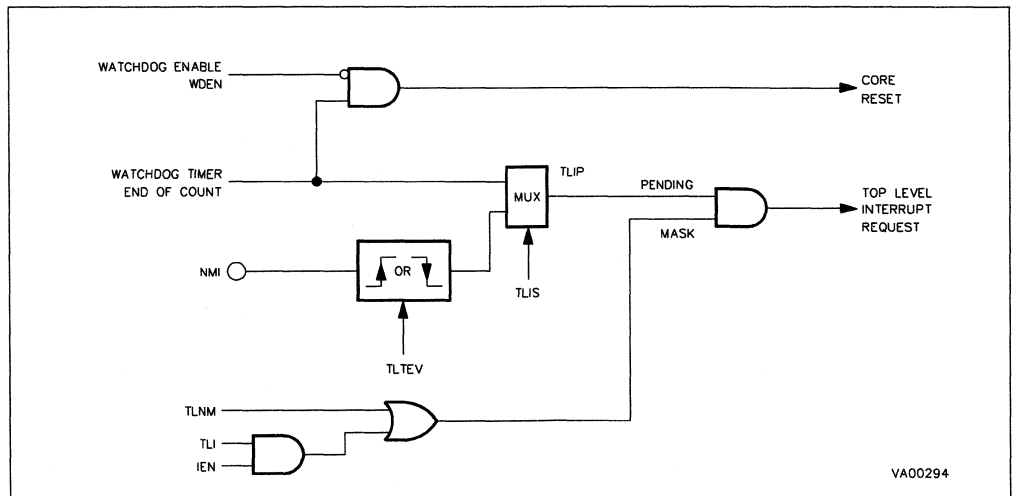 WATCHDOG ENABLE
WDEN
CORE
RESET
WATCHDOG TIMER
END OF COUNT
TLIP
MUX
PENDING
MASK
TOP LEVEL
INTERRUPT
REQUEST
NMI
OR
TLIS
TLTEV
TLNM
TLI
IEN
VA00294